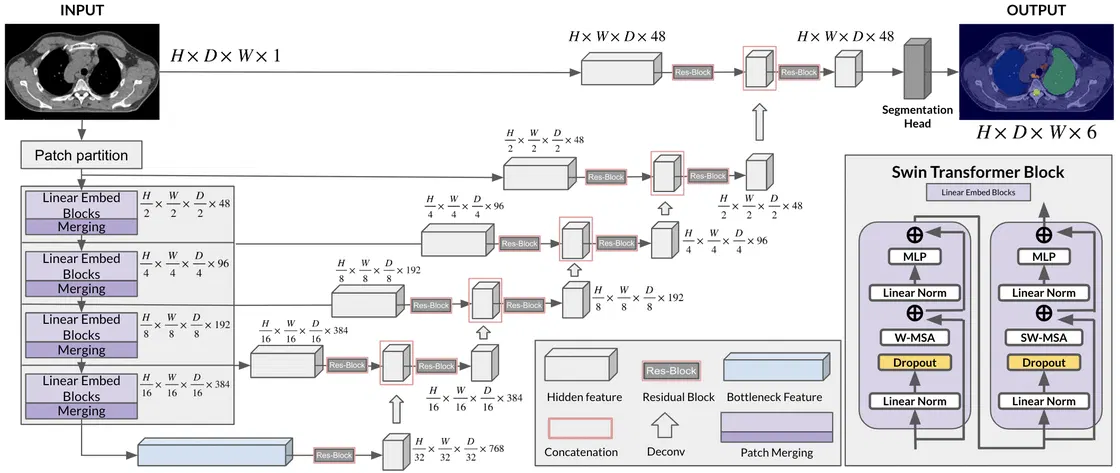 INPUT
OUTPUT
H × D × W × 1
H × W × D × 48
Res-Block
Res-Block
H × W × D × 48
Segmentation
Head
H × D × W × 6
Patch partition
H/2 × W/2 × D/2 × 48
Res-Block
Res-Block
H/2 × W/2 × D/2 × 48
Linear Embed
Blocks
Merging
H/2 × W/2 × D/2 × 48
H/4 × W/4 × D/4 × 96
Res-Block
Res-Block
H/4 × W/4 × D/4 × 96
Linear Embed
Blocks
Merging
H/4 × W/4 × D/4 × 96
H/8 × W/8 × D/8 × 192
Res-Block
Res-Block
H/8 × W/8 × D/8 × 192
Linear Embed
Blocks
Merging
H/8 × W/8 × D/8 × 192
H/16 × W/16 × D/16 × 384
Res-Block
Res-Block
H/16 × W/16 × D/16 × 384
Linear Embed
Blocks
Merging
H/16 × W/16 × D/16 × 384
Res-Block
H/32 × W/32 × D/32 × 768
Hidden feature
Res-Block
Residual Block
Bottleneck Feature
Concatenation
Deconv
Patch Merging
Swin Transformer Block
Linear Embed Blocks
MLP
Linear Norm
W-MSA
Dropout
Linear Norm
MLP
Linear Norm
SW-MSA
Dropout
Linear Norm